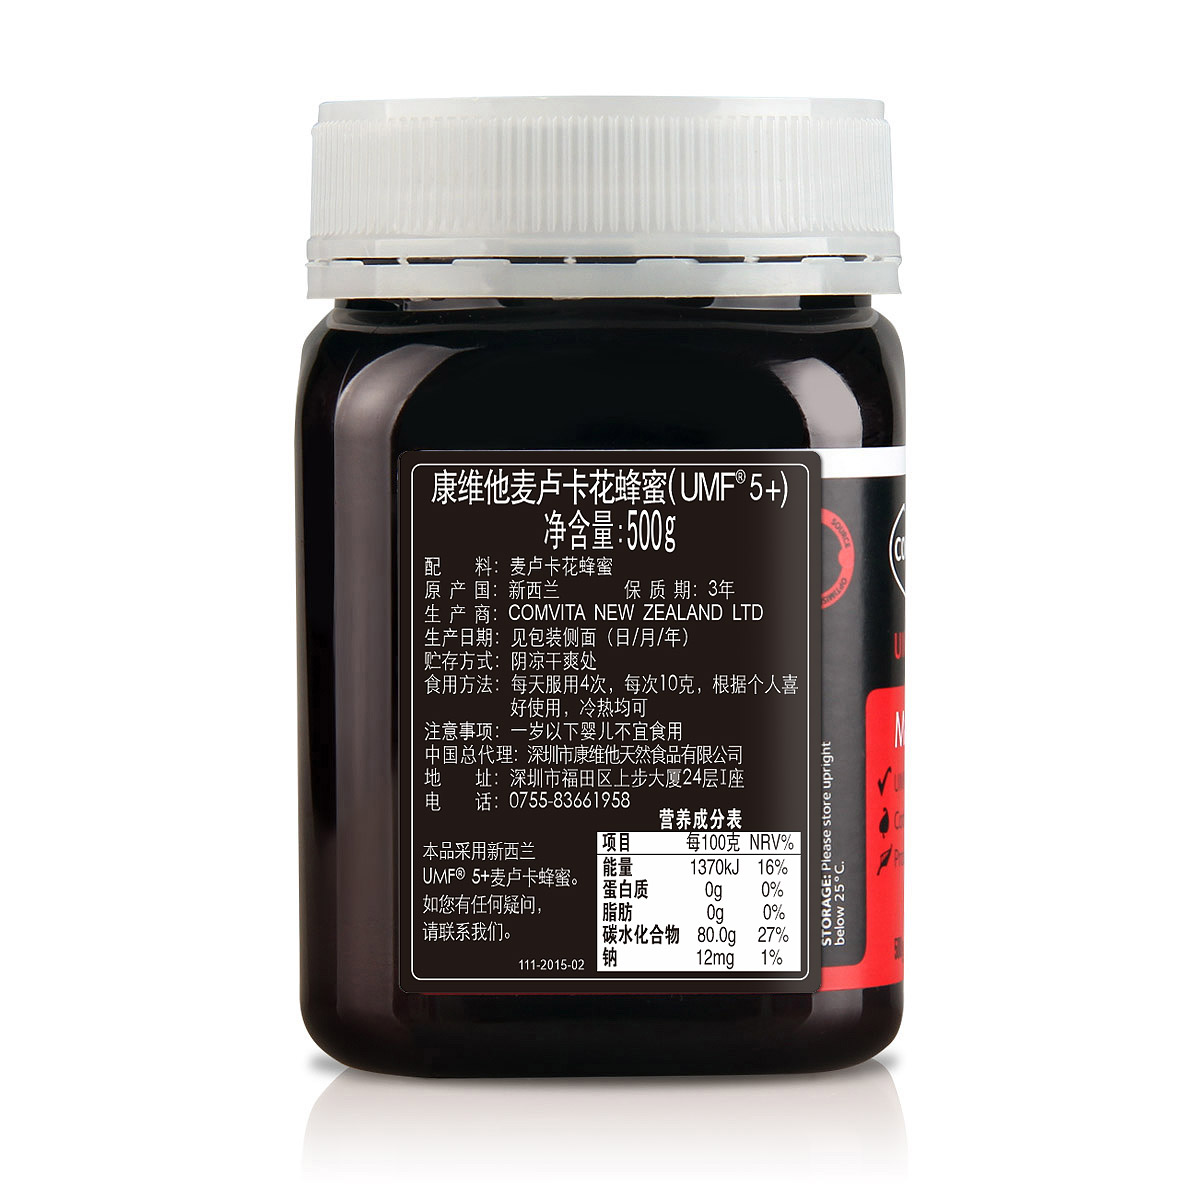 康维他麦卢卡花蜂蜜(UMF® 5+)
净含量:500g
配 料: 麦卢卡花蜂蜜
原 产 国: 新西兰 保 质 期: 3年
生 产 商: COMVITA NEW ZEALAND LTD
生产日期: 见包装侧面（日/月/年）
贮存方式: 阴凉干爽处
食用方法: 每天服用4次，每次10克，根据个人喜
好使用，冷热均可
注意事项: 一岁以下婴儿不宜食用
中国总代理: 深圳市康维他天然食品有限公司
地 址: 深圳市福田区上步大厦24层I座
电 话: 0755-83661958
本品采用新西兰
UMF® 5+麦卢卡蜂蜜。
如您有任何疑问，
请联系我们。
111-2015-02
营养成分表
项目 每100克 NRV%
能量 1370kJ 16%
蛋白质 0g 0%
脂肪 0g 0%
碳水化合物 80.0g 27%
钠 12mg 1%
STORAGE: Please store upright
below 25°C.